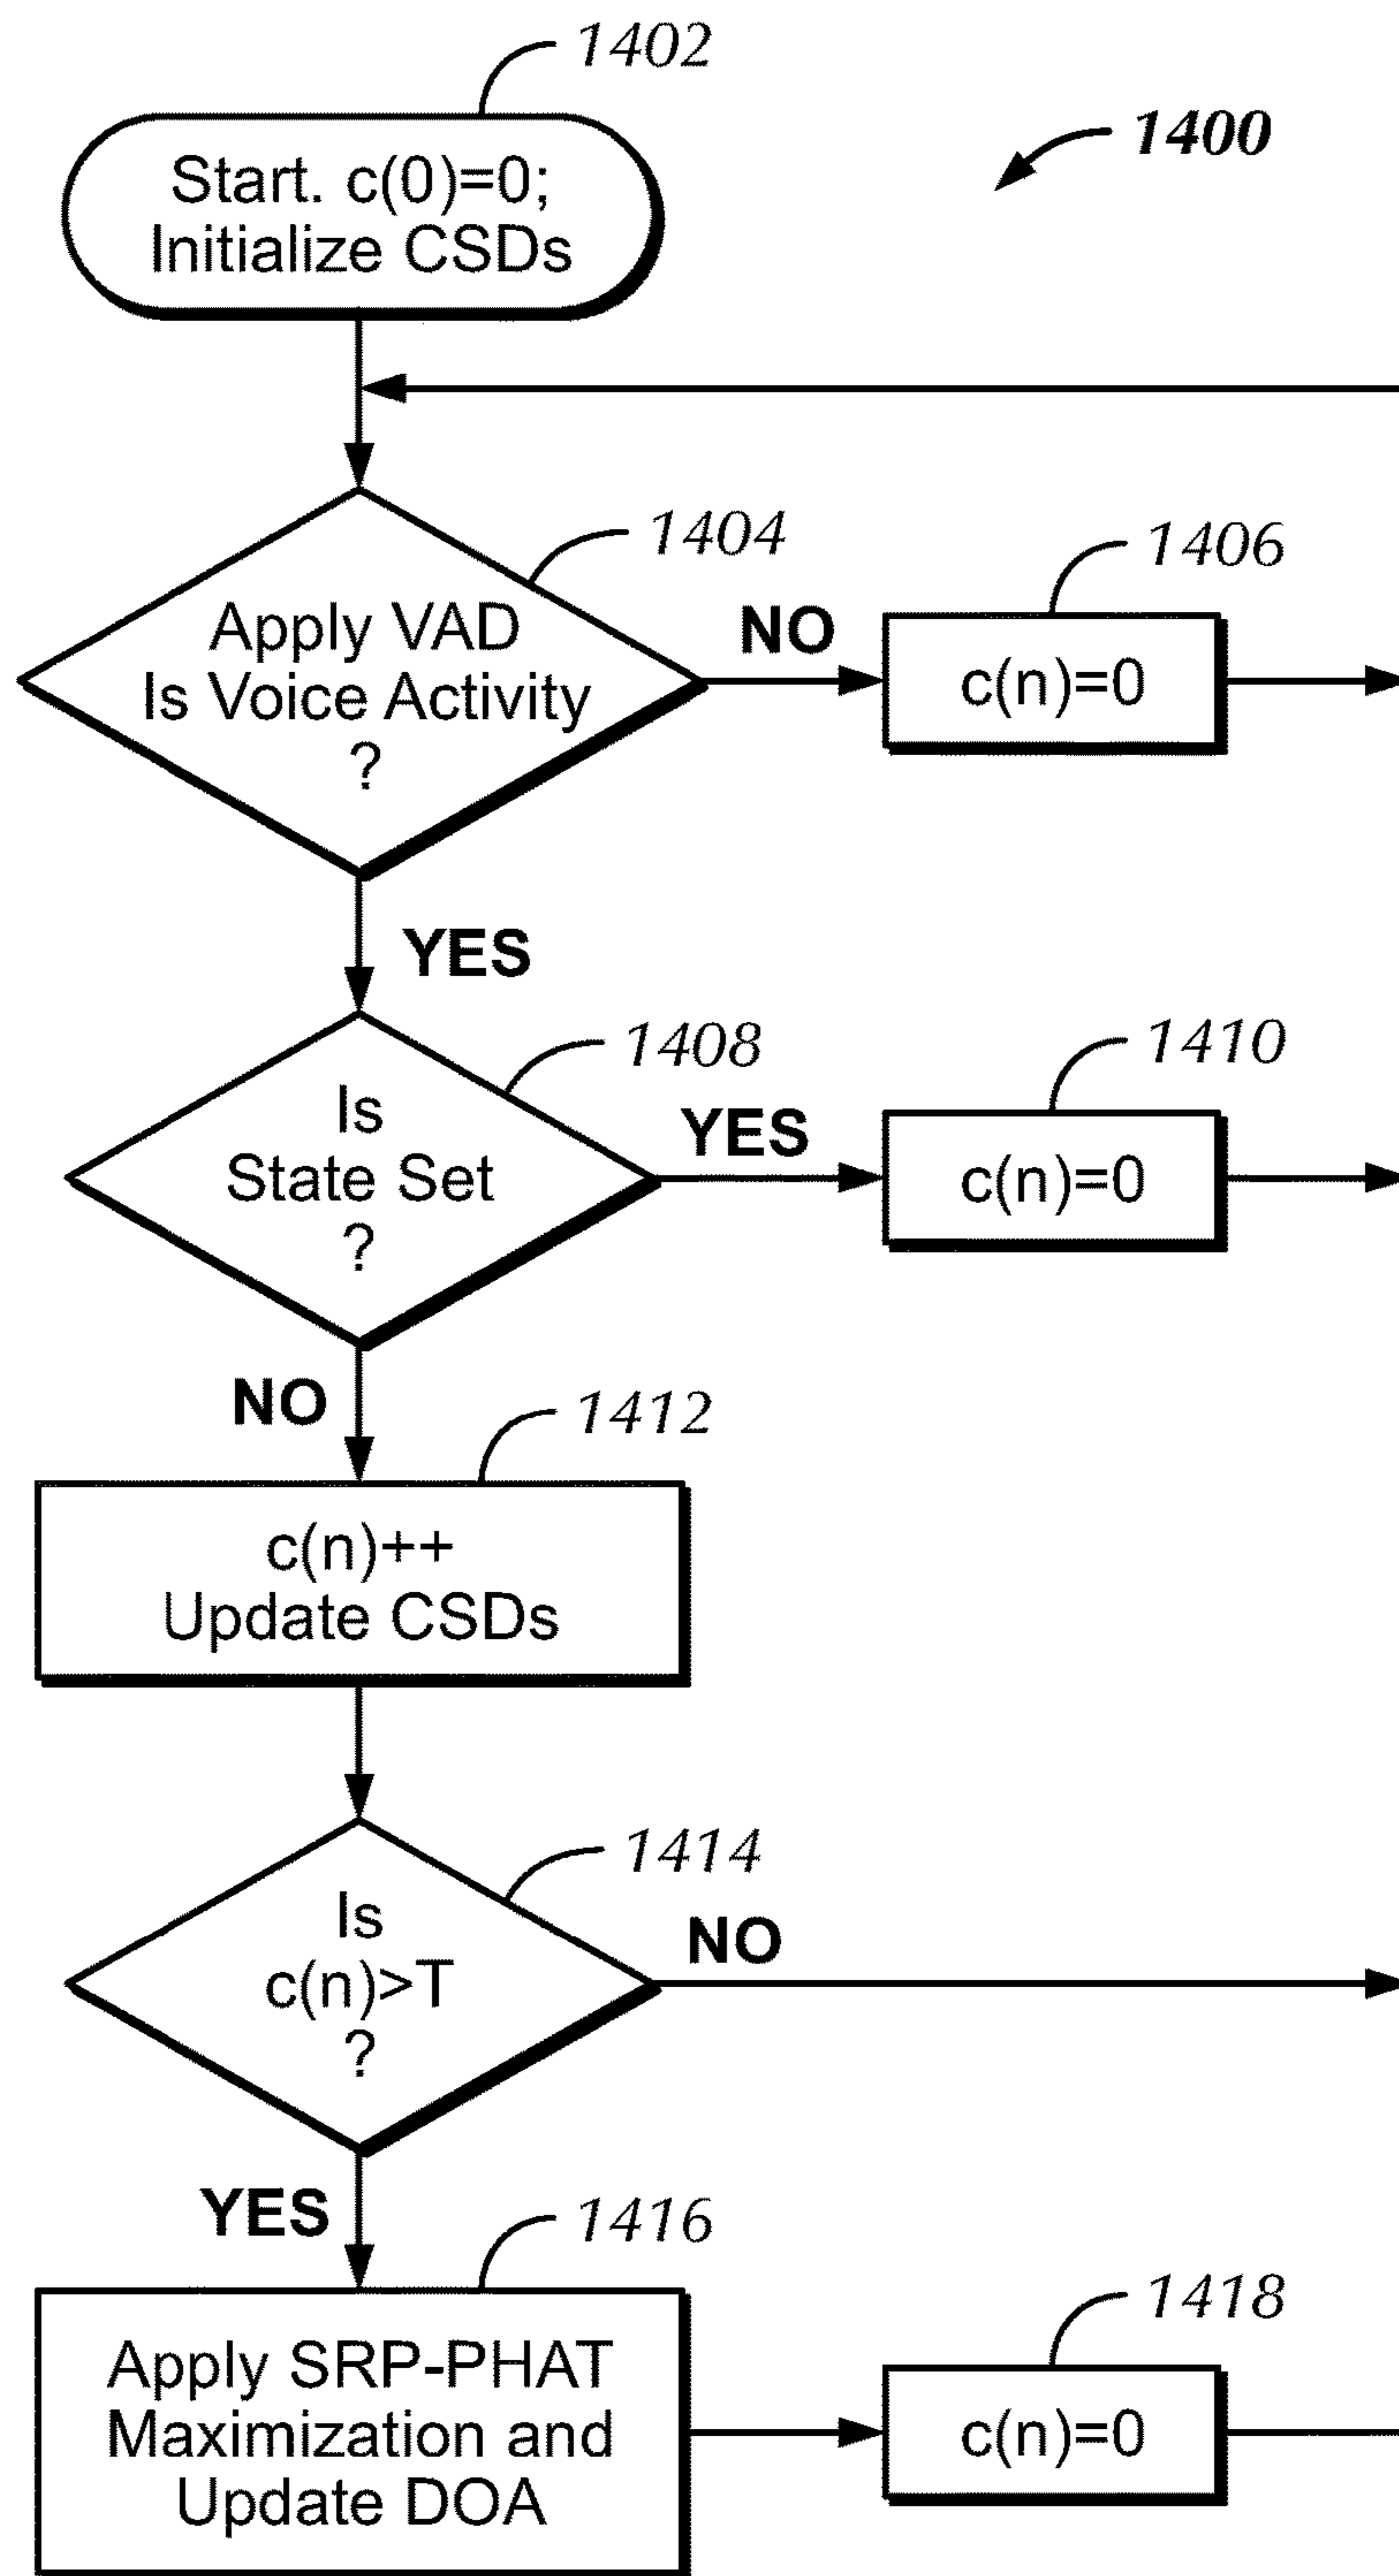 1402
1400
Start. c(0)=0;
Initialize CSDs
1404
Apply VAD
Is Voice Activity
?
NO
1406
c(n)=0
YES
1408
Is
State Set
?
YES
1410
c(n)=0
NO
1412
c(n)++
Update CSDs
1414
Is
c(n)>T
?
NO
YES
1416
Apply SRP-PHAT
Maximization and
Update DOA
1418
c(n)=0